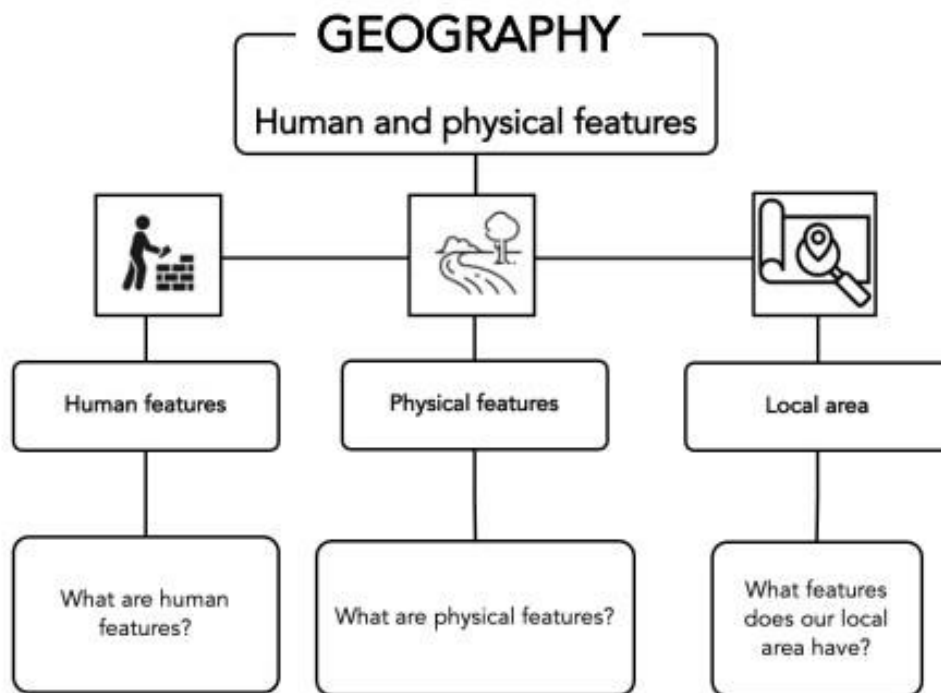 GEOGRAPHY
Human and physical features
Human features
Physical features
Local area
What are human
features?
What are physical features?
What features
does our local
area have?